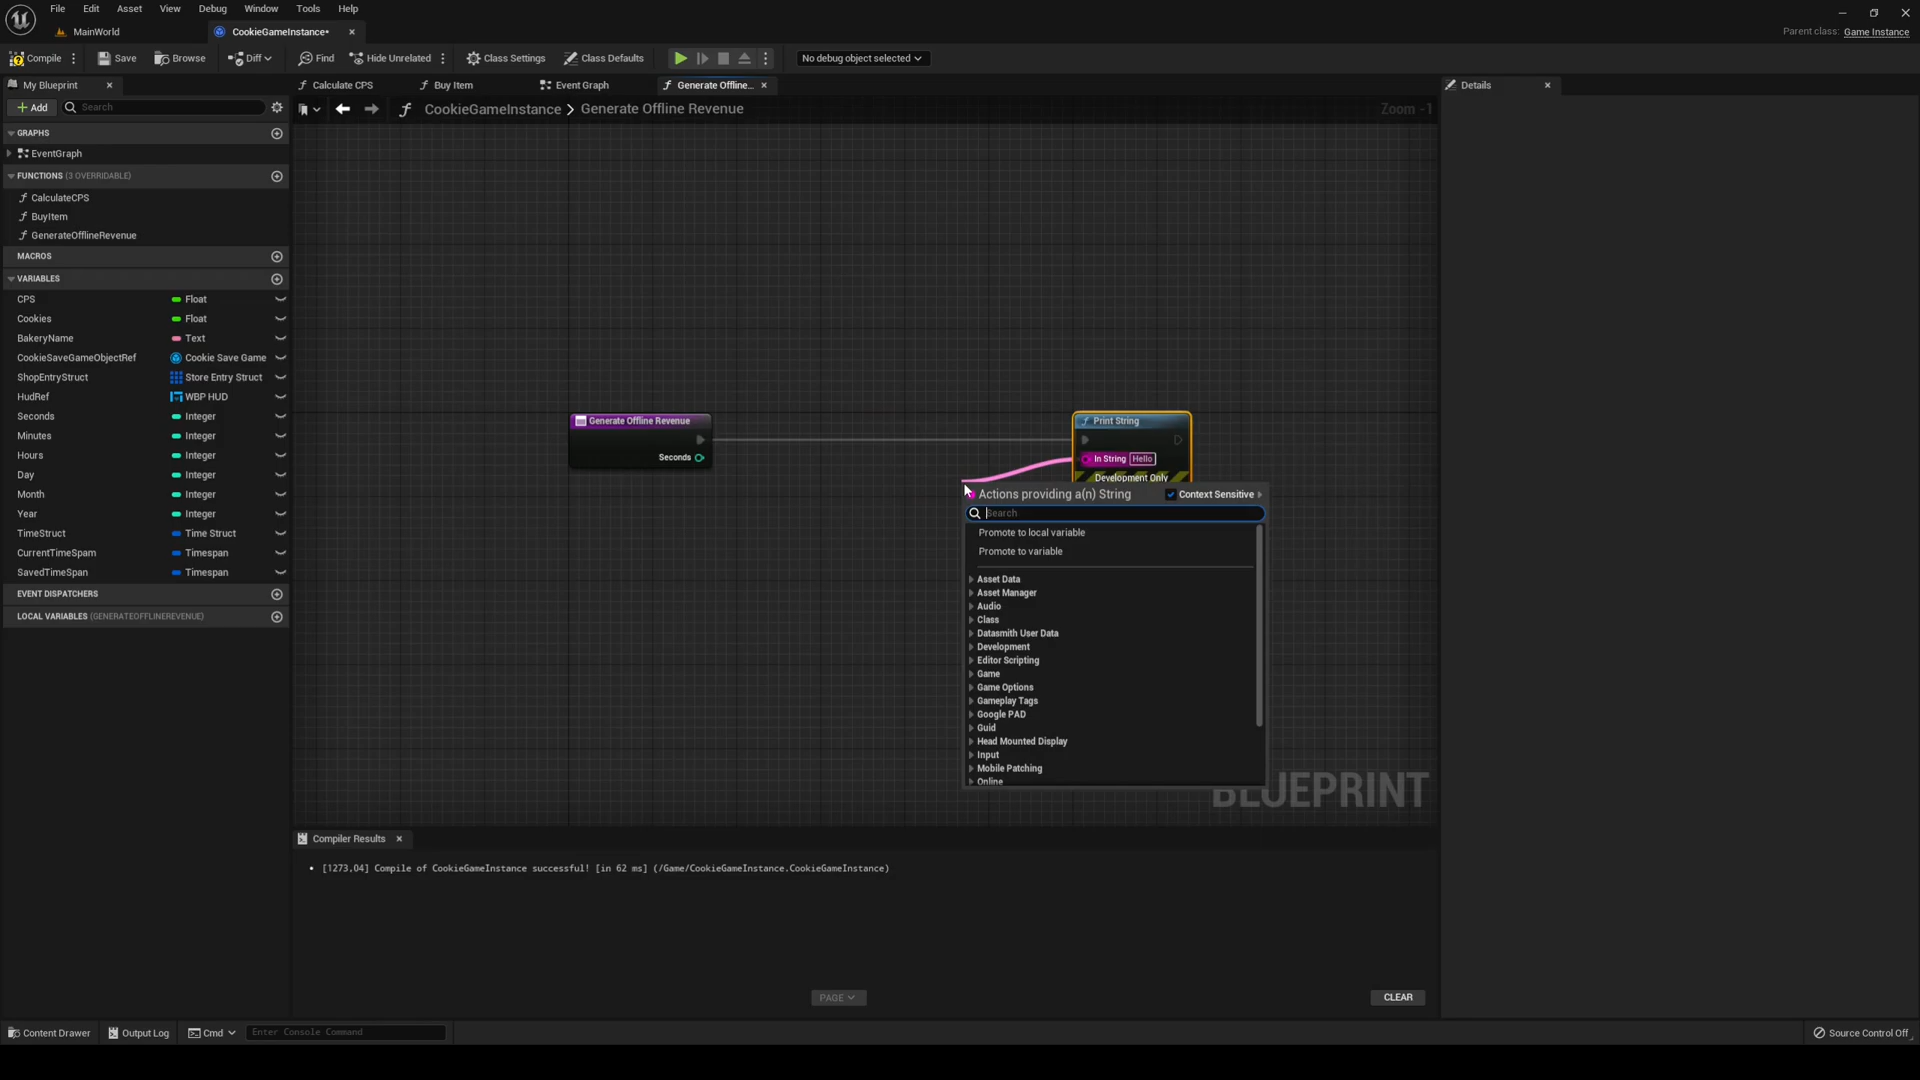 File Edit Asset View Debug Window Tools Help
MainWorld CookieGameInstance*
Parent class: Game Instance
Compile Save Browse Diff Find Hide Unrelated Class Settings Class Defaults No debug object selected
My Blueprint
Calculate CPS Buy Item Event Graph Generate Offline...
Details
Add Search
CookieGameInstance > Generate Offline Revenue
Zoom -1
GRAPHS
EventGraph
FUNCTIONS (3 OVERRIDABLE)
CalculateCPS
BuyItem
GenerateOfflineRevenue
MACROS
VARIABLES
CPS Float
Cookies Float
BakeryName Text
CookieSaveGameObjectRef Cookie Save Game
ShopEntryStruct Store Entry Struct
HudRef WBP HUD
Seconds Integer
Minutes Integer
Hours Integer
Day Integer
Month Integer
Year Integer
TimeStruct Time Struct
CurrentTimeSpam Timespan
SavedTimeSpan Timespan
EVENT DISPATCHERS
LOCAL VARIABLES (GENERATEOFFLINEREVENUE)
Generate Offline Revenue
Seconds
Print String
In String Hello
Development Only
Actions providing a(n) String Context Sensitive
Search
Promote to local variable
Promote to variable
Asset Data
Asset Manager
Audio
Class
Datasmith User Data
Development
Editor Scripting
Game
Game Options
Gameplay Tags
Google PAD
Guid
Head Mounted Display
Input
Mobile Patching
Online
BLUEPRINT
Compiler Results
[1273,04] Compile of CookieGameInstance successful! [in 62 ms] (/Game/CookieGameInstance.CookieGameInstance)
PAGE
CLEAR
Content Drawer Output Log Cmd Enter Console Command
Source Control Off